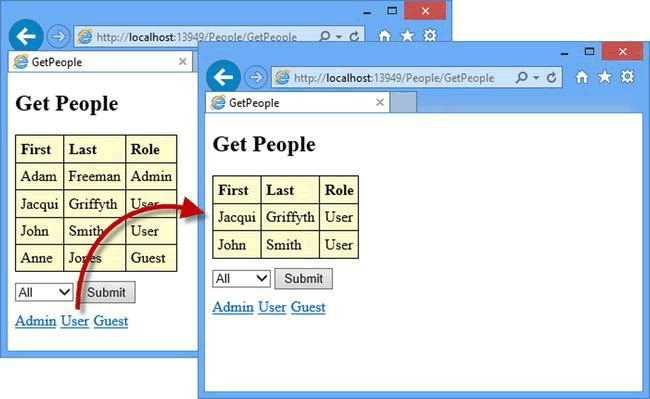 http://localhost:13949/People/GetPeople
GetPeople
Get People
First Last Role
Adam Freeman Admin
Jacqui Griffyth User
John Smith User
Anne Jones Guest
All Submit
Admin User Guest
http://localhost:13949/People/GetPeople
GetPeople
Get People
First Last Role
Jacqui Griffyth User
John Smith User
All Submit
Admin User Guest